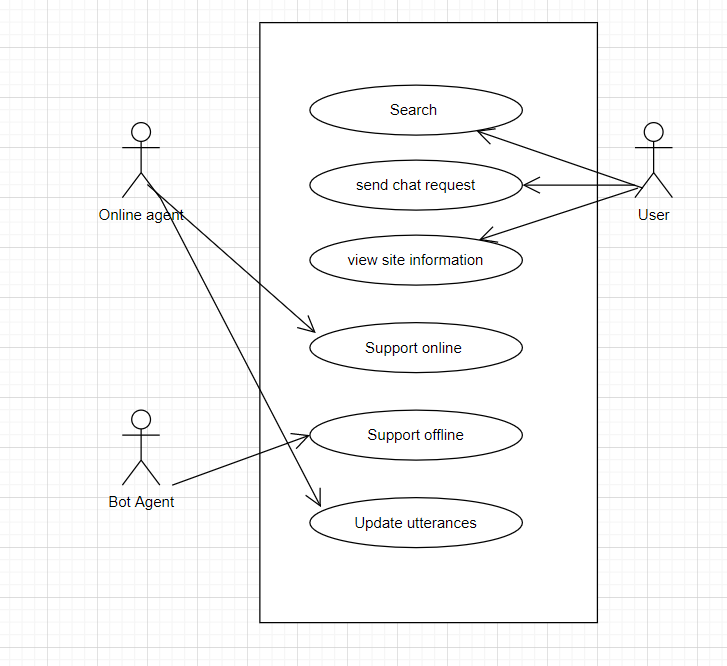 Search
send chat request
Online agent
User
view site information
Support online
Support offline
Bot Agent
Update utterances